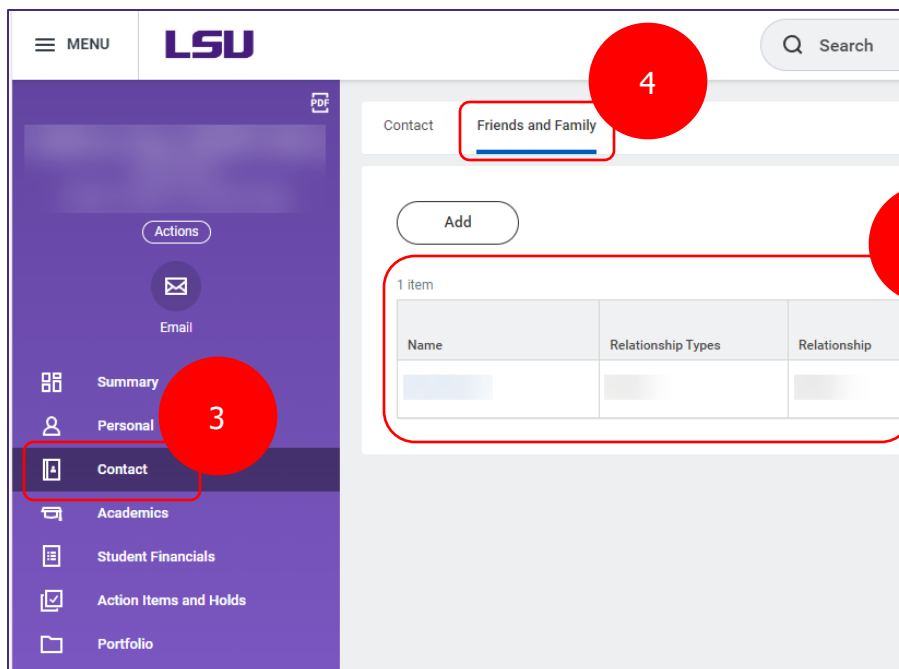 MENU
LSU
Search
4
PDF
Contact
Friends and Family
Actions
Add
Email
1 item
Name
Relationship Types
Relationship
Summary
Personal
3
Contact
Academics
Student Financials
Action Items and Holds
Portfolio